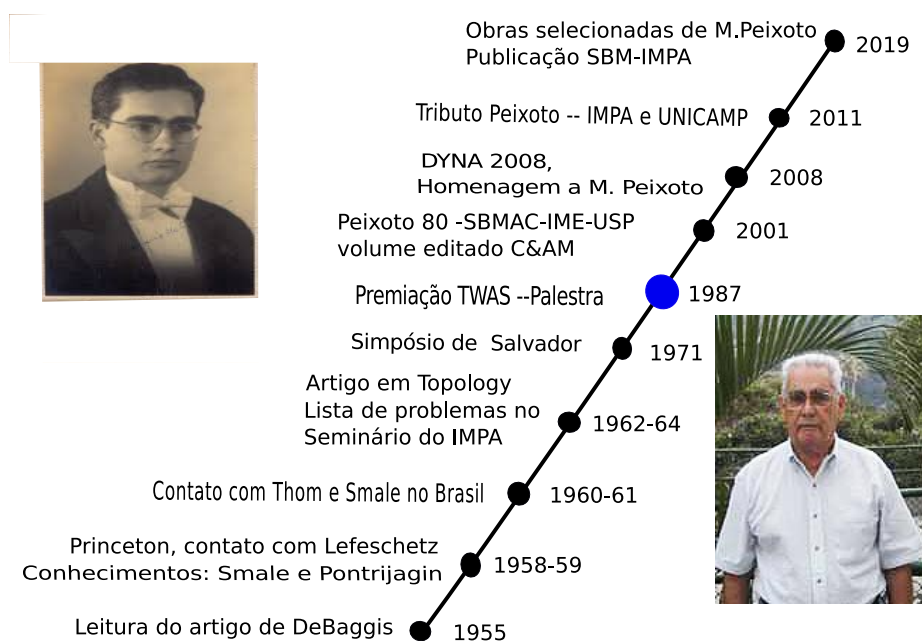 Obras selecionadas de M.Peixoto
Publicação SBM-IMPA
2019
Tributo Peixoto -- IMPA e UNICAMP
2011
DYNA 2008,
Homenagem a M. Peixoto
2008
Peixoto 80 -SBMAC-IME-USP
volume editado C&AM
2001
Premiação TWAS --Palestra
1987
Simpósio de Salvador
1971
Artigo em Topology
Lista de problemas no
Seminário do IMPA
1962-64
Contato com Thom e Smale no Brasil
1960-61
Princeton, contato com Lefeschetz
Conhecimentos: Smale e Pontrijagin
1958-59
Leitura do artigo de DeBaggis
1955